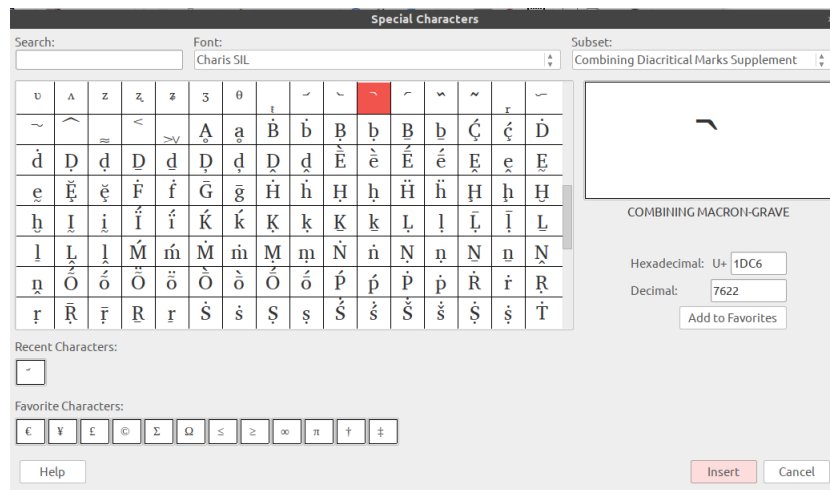 Special Characters
Search:
Font:
Subset:
Charis SIL
Combining Diacritical Marks Supplement
ʋ ʌ z ʐ ƶ ʒ θ
Ḁ̊ ḁ Ḃ ḃ Ḅ ḅ Ḇ ḇ Ḉ ḉ Ḋ
ḋ Ḍ ḍ Ḏ ḏ Ḑ ḑ Ḓ ḓ Ḕ ḕ Ḗ ḗ Ḙ ḙ Ḛ
ḛ Ḝ ḝ Ḟ ḟ Ḡ ḡ Ḣ ḣ Ḥ ḥ Ḧ ḧ Ḩ ḩ Ḫ
ḫ Ḭ ḭ Ḯ ḯ Ḱ ḱ Ḳ ḳ Ḵ ḵ Ḷ ḷ Ḹ ḹ Ḻ
ḻ Ḽ ḽ Ḿ ḿ Ṁ ṁ Ṃ ṃ Ṅ ṅ Ṇ ṇ Ṉ ṉ Ṋ
ṋ Ṍ ṍ Ṏ ṏ Ṑ ṑ Ṓ ṓ Ṕ ṕ Ṗ ṗ Ṙ ṙ Ṛ
ṛ Ṝ ṝ Ṟ ṟ Ṡ ṡ Ṣ ṣ Ṥ ṥ Ṧ ṧ Ṩ ṩ Ṫ
COMBINING MACRON-GRAVE
Hexadecimal: U+ 1DC6
Decimal: 7622
Add to Favorites
Recent Characters:
Favorite Characters:
€ ¥ £ © Σ Ω ≤ ≥ ∞ π † ‡
Help
Insert
Cancel